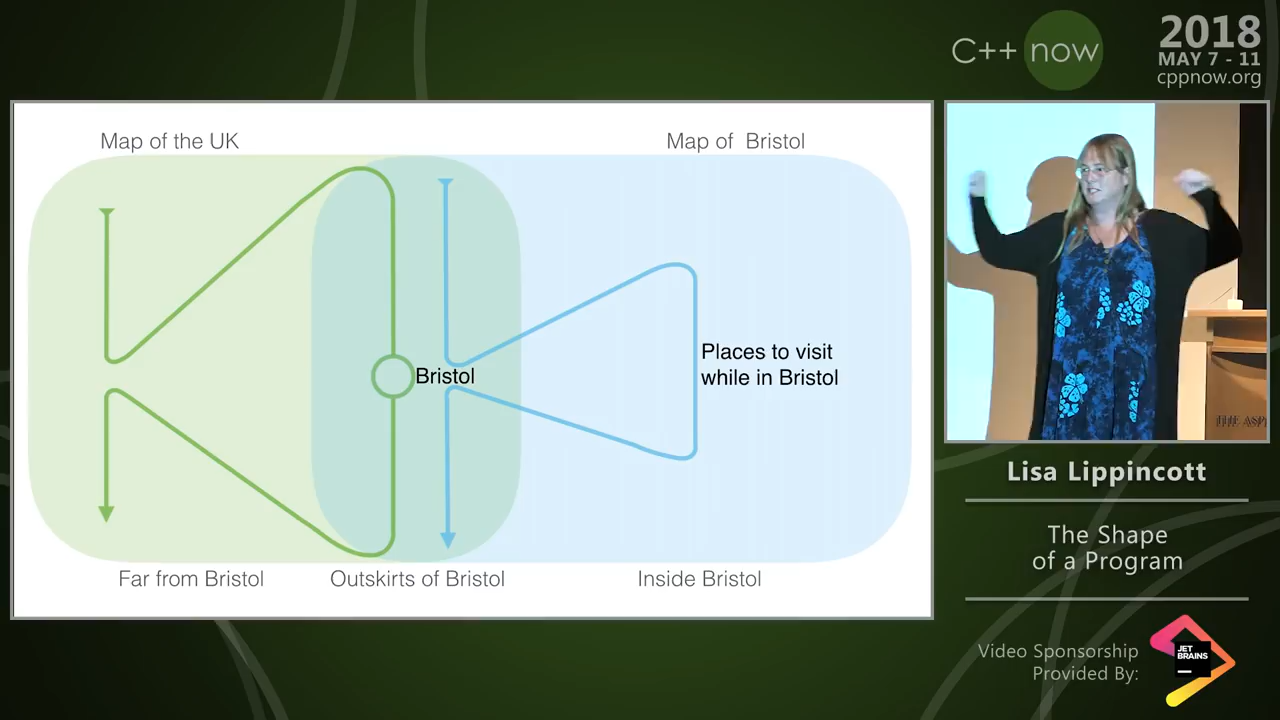 C++ now
2018
MAY 7 - 11
cppnow.org
Map of the UK
Map of Bristol
Bristol
Places to visit
while in Bristol
Far from Bristol
Outskirts of Bristol
Inside Bristol
Lisa Lippincott
The Shape
of a Program
Video Sponsorship
Provided By:
JET
BRAINS
THE ASP